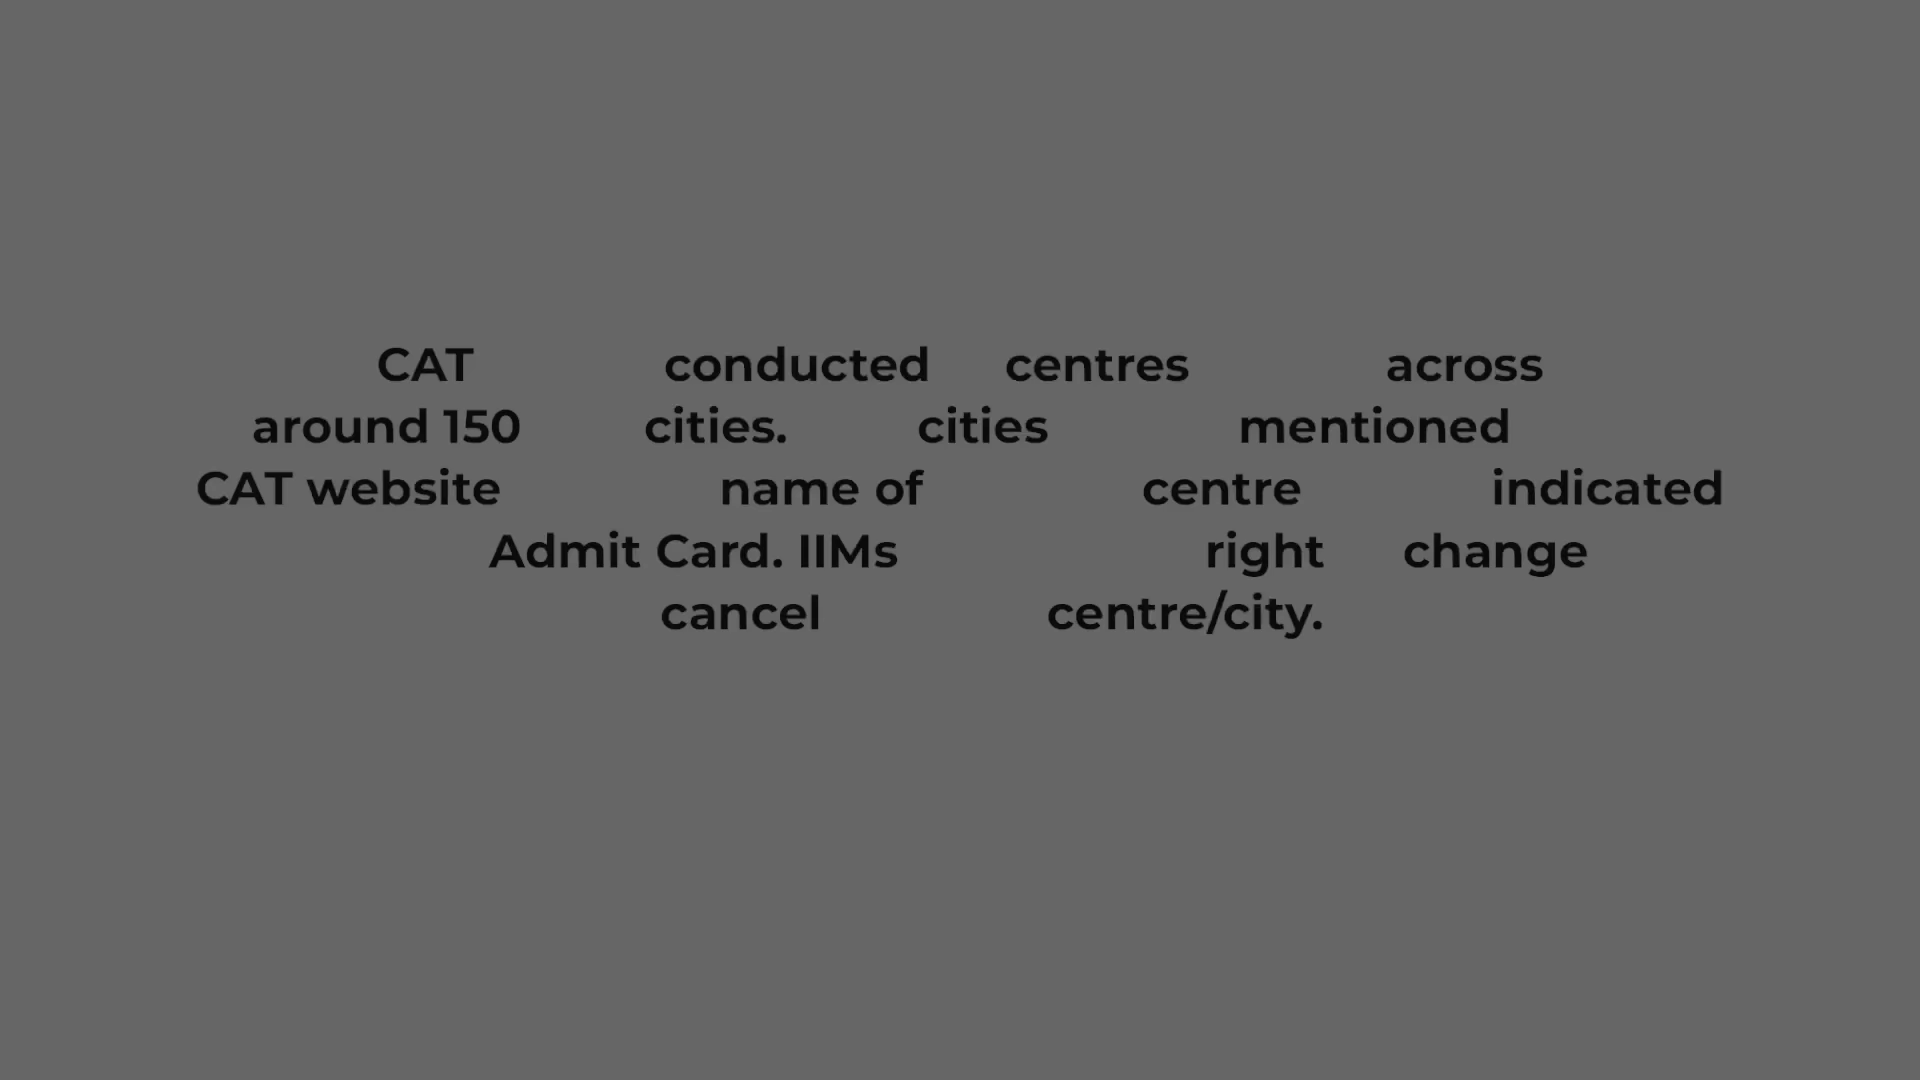 CAT conducted centres across
around 150 cities. cities mentioned
CAT website name of centre indicated
Admit Card. IIMs right change
cancel centre/city.